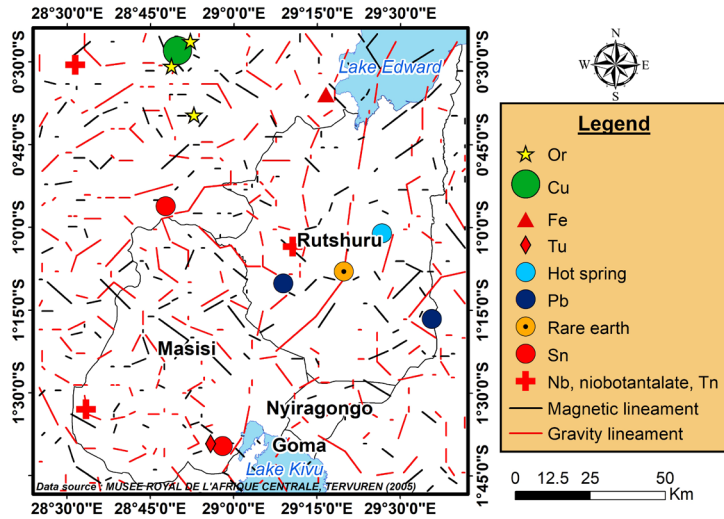 28°30'0"E 28°45'0"E 29°0'0"E 29°15'0"E 29°30'0"E
0°30'0"S
0°30'0"S
0°45'0"S
0°45'0"S
1°0'0"S
1°0'0"S
1°15'0"S
1°15'0"S
1°30'0"S
1°30'0"S
1°45'0"S
Lake Edward
Rutshuru
Masisi
Nyiragongo
Goma
Lake Kivu
Data source : MUSEE ROYAL DE L'AFRIQUE CENTRALE, TERVUREN (2005)
28°30'0"E 28°45'0"E 29°0'0"E 29°15'0"E 29°30'0"E
N
W E
S
Legend
Or
Cu
Fe
Tu
Hot spring
Pb
Rare earth
Sn
Nb, niobotantalate, Tn
Magnetic lineament
Gravity lineament
0 12.5 25 50
Km